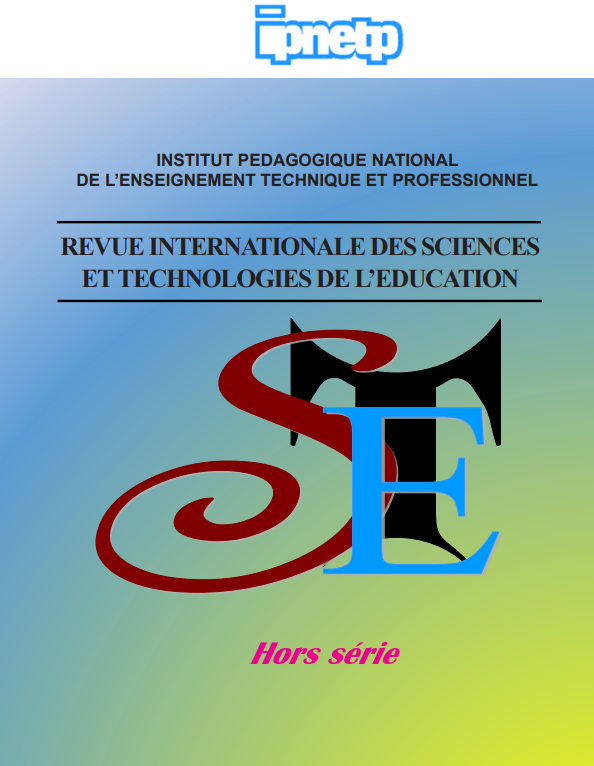 ipnetp
INSTITUT PEDAGOGIQUE NATIONAL
DE L'ENSEIGNEMENT TECHNIQUE ET PROFESSIONNEL
REVUE INTERNATIONALE DES SCIENCES
ET TECHNOLOGIES DE L'EDUCATION
STE
Hors série